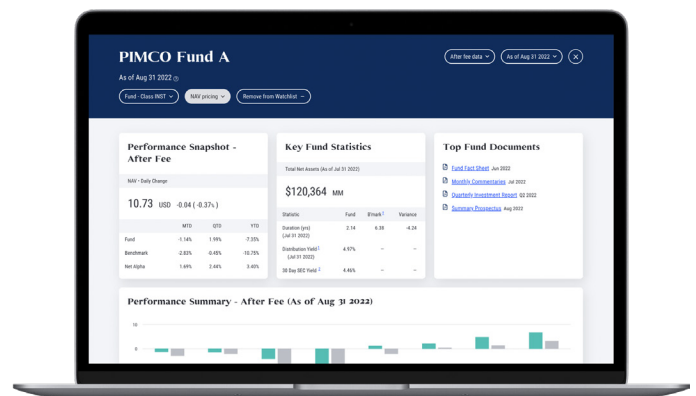 PIMCO Fund A
After fee data
As of Aug 31 2022
As of Aug 31 2022
Fund - Class INST
NAV pricing
Remove from Watchlist –
Performance Snapshot -
After Fee
NAV • Daily Change
10.73 USD -0.04 ( -0.37% )
MTD QTD YTD
Fund -1.14% 1.99% -7.35%
Benchmark -2.83% -0.45% -10.75%
Net Alpha 1.69% 2.44% 3.40%
Key Fund Statistics
Total Net Assets (As of Jul 31 2022)
$120,364 MM
Statistic Fund B'mark 1 Variance
Duration (yrs) 2.14 6.38 -4.24
(Jul 31 2022)
Distribution Yield 4.97% – –
(Jul 31 2022)
30 Day SEC Yield 4.46% – –
Top Fund Documents
Fund Fact Sheet Jun 2022
Monthly Commentaries Jul 2022
Quarterly Investment Report Q2 2022
Summary Prospectus Aug 2022
Performance Summary - After Fee (As of Aug 31 2022)
10
0